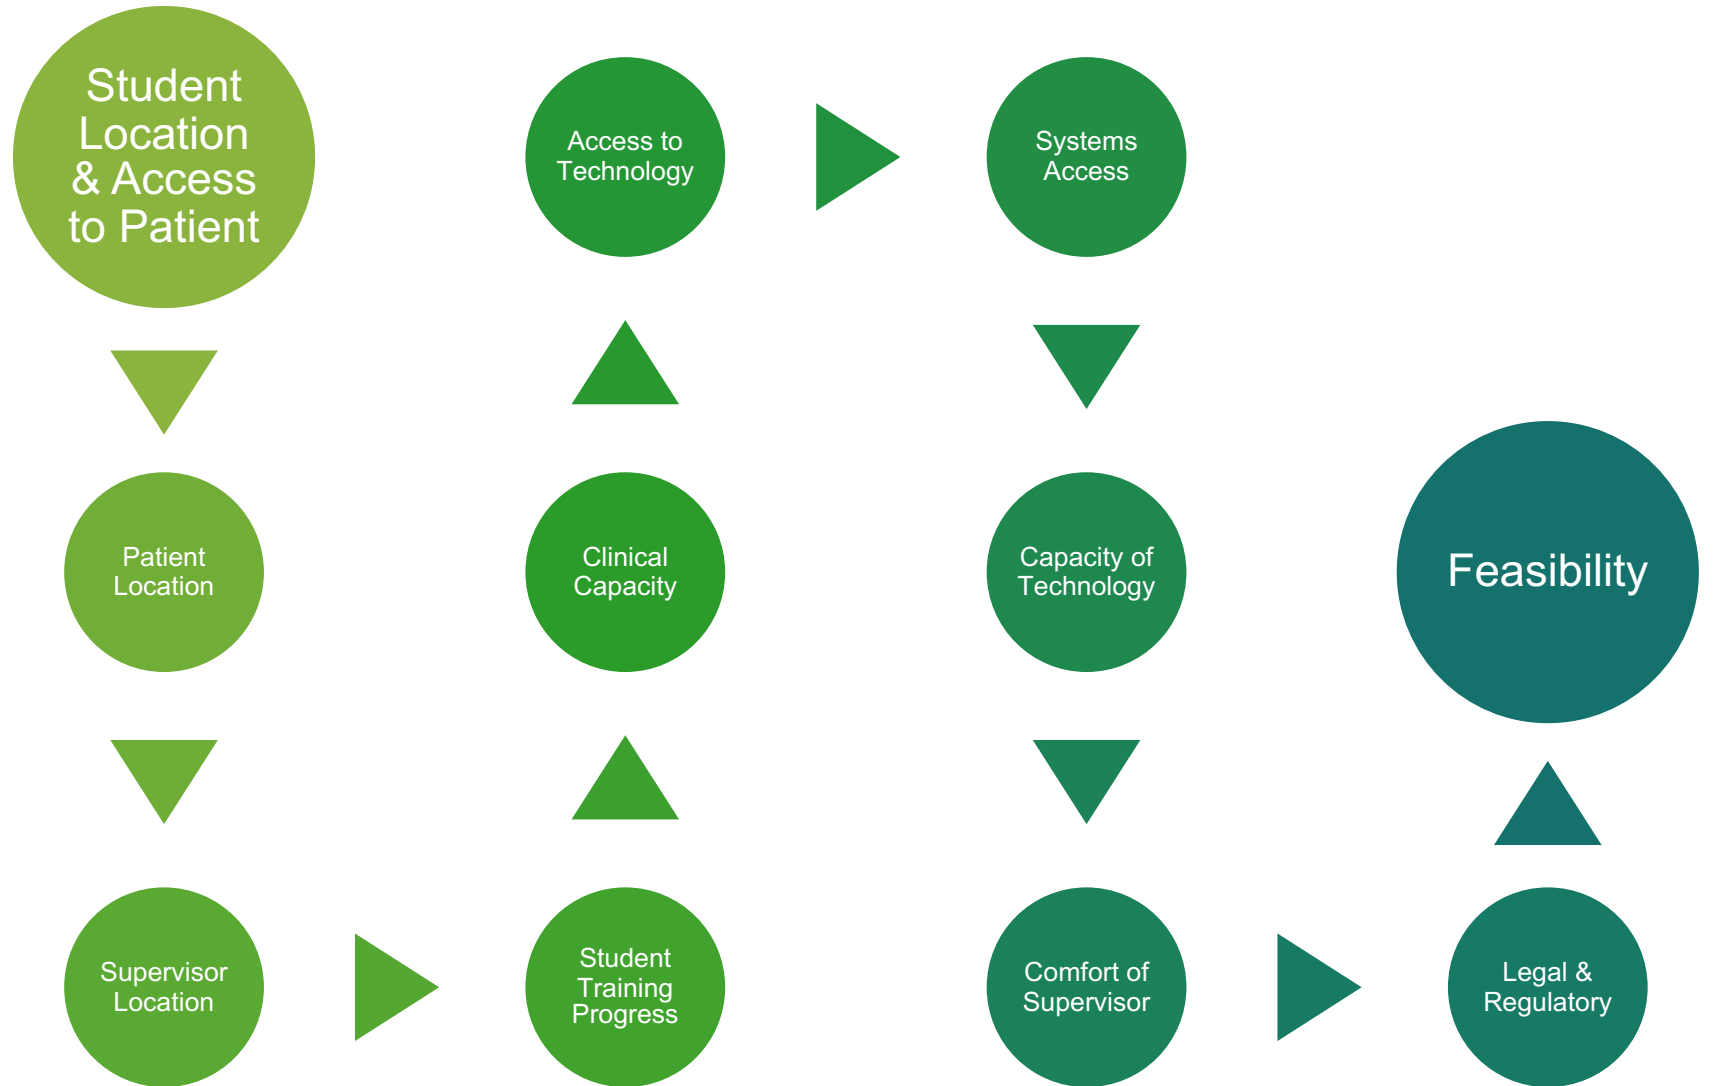 Student
Location
& Access
to Patient
Patient
Location
Supervisor
Location
Student
Training
Progress
Clinical
Capacity
Access to
Technology
Systems
Access
Capacity of
Technology
Comfort of
Supervisor
Legal &
Regulatory
Feasibility